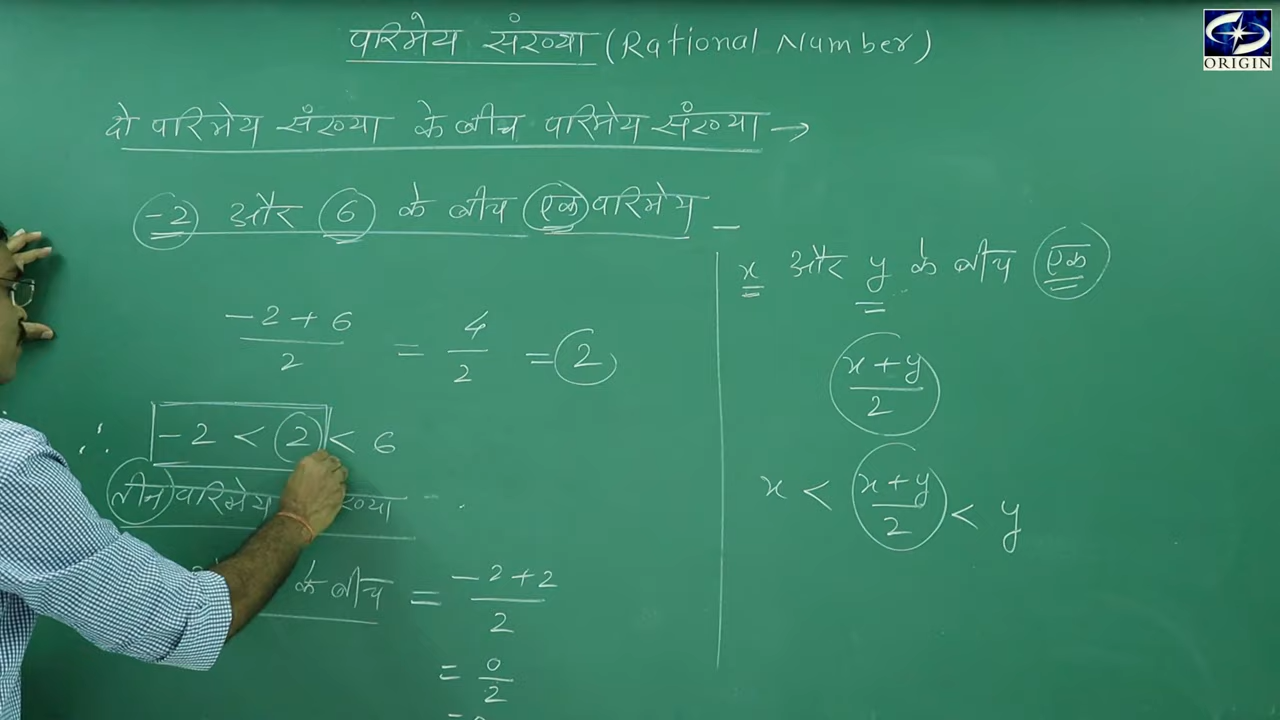 परिमेय संख्या (Rational Number)
ORIGIN
दो परिमेय संख्या के बीच परिमेय संख्या →
-2 और 6 के बीच एक परिमेय -
-2 + 6 / 2 = 4 / 2 = 2
∴ -2 < 2 < 6
तीन परिमेय
के बीच = -2 + 2 / 2
= 0 / 2
x और y के बीच एक
x + y / 2
x < x + y / 2 < y